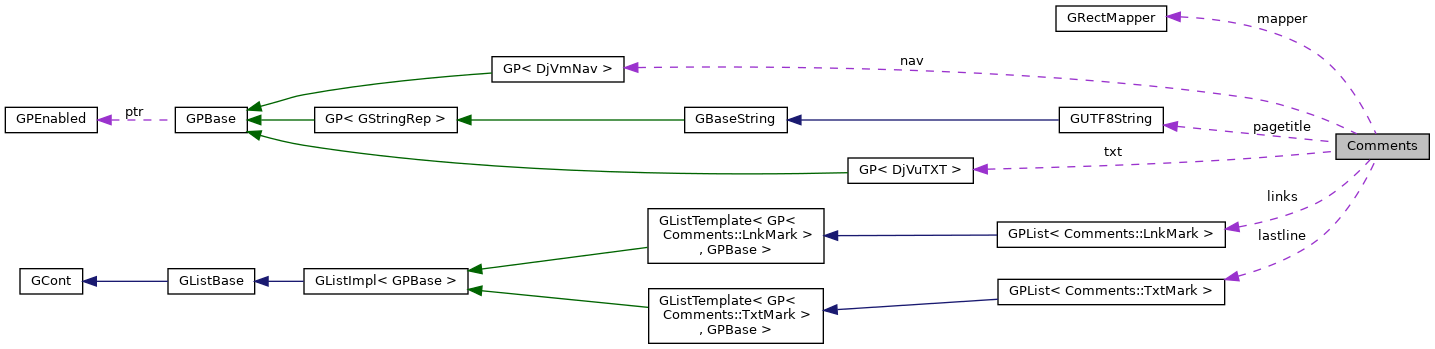 GRectMapper
mapper
GP< DjVmNav >
nav
GPEnabled
ptr
GPBase
GP< GStringRep >
GBaseString
GUTF8String
pagetitle
Comments
txt
GP< DjVuTXT >
links
GListTemplate< GP<
Comments::LnkMark >
, GPBase >
GPList< Comments::LnkMark >
lastline
GCont
GListBase
GListImpl< GPBase >
GPList< Comments::TxtMark >
GListTemplate< GP<
Comments::TxtMark >
, GPBase >